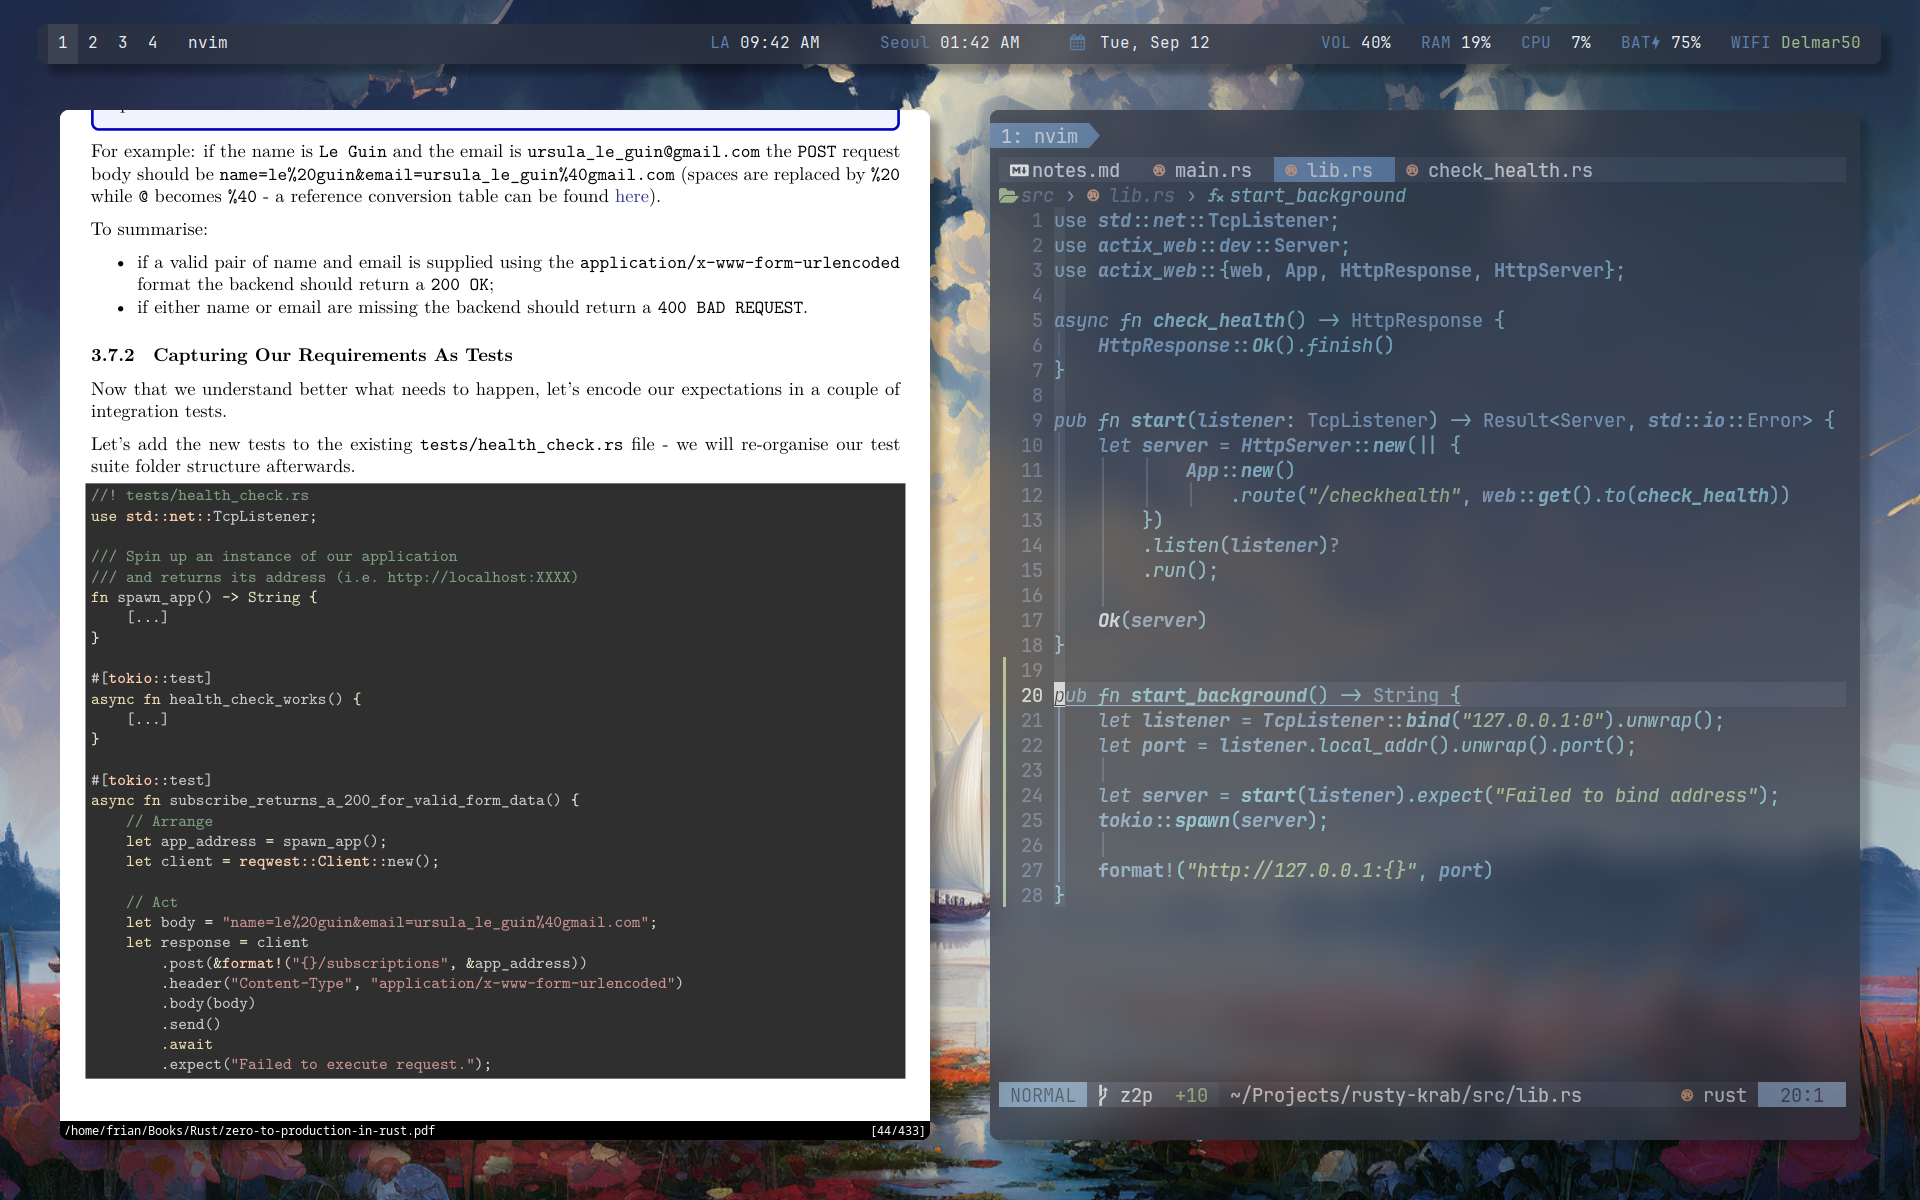 1 2 3 4 nvim LA 09:42 AM Seoul 01:42 AM Tue, Sep 12 VOL 40% RAM 19% CPU 7% BAT 75% WIFI Delmar50
For example: if the name is Le Guin and the email is ursula_le_guin@gmail.com the POST request
body should be name=le%20guin&email=ursula_le_guin%40gmail.com (spaces are replaced by %20
while @ becomes %40 - a reference conversion table can be found here).
To summarise:
• if a valid pair of name and email is supplied using the application/x-www-form-urlencoded
format the backend should return a 200 OK;
• if either name or email are missing the backend should return a 400 BAD REQUEST.
3.7.2 Capturing Our Requirements As Tests
Now that we understand better what needs to happen, let's encode our expectations in a couple of
integration tests.
Let's add the new tests to the existing tests/health_check.rs file - we will re-organise our test
suite folder structure afterwards.
//! tests/health_check.rs
use std::net::TcpListener;
/// Spin up an instance of our application
/// and returns its address (i.e. http://localhost:XXXX)
fn spawn_app() -> String {
    [...]
}
#[tokio::test]
async fn health_check_works() {
    [...]
}
#[tokio::test]
async fn subscribe_returns_a_200_for_valid_form_data() {
    // Arrange
    let app_address = spawn_app();
    let client = reqwest::Client::new();
    // Act
    let body = "name=le%20guin&email=ursula_le_guin%40gmail.com";
    let response = client
        .post(&format!("{}/subscriptions", &app_address))
        .header("Content-Type", "application/x-www-form-urlencoded")
        .body(body)
        .send()
        .await
        .expect("Failed to execute request.");
/home/frian/Books/Rust/zero-to-production-in-rust.pdf [44/433]
1: nvim
notes.md main.rs lib.rs check_health.rs
src › lib.rs › start_background
1 use std::net::TcpListener;
2 use actix_web::dev::Server;
3 use actix_web::{web, App, HttpResponse, HttpServer};
4
5 async fn check_health() -> HttpResponse {
6     HttpResponse::Ok().finish()
7 }
8
9 pub fn start(listener: TcpListener) -> Result<Server, std::io::Error> {
10     let server = HttpServer::new(|| {
11             App::new()
12                 .route("/checkhealth", web::get().to(check_health))
13         })
14         .listen(listener)?
15         .run();
16
17     Ok(server)
18 }
19
20 pub fn start_background() -> String {
21     let listener = TcpListener::bind("127.0.0.1:0").unwrap();
22     let port = listener.local_addr().unwrap().port();
23
24     let server = start(listener).expect("Failed to bind address");
25     tokio::spawn(server);
26
27     format!("http://127.0.0.1:{}", port)
28 }
NORMAL z2p +10 ~/Projects/rusty-krab/src/lib.rs rust 20:1